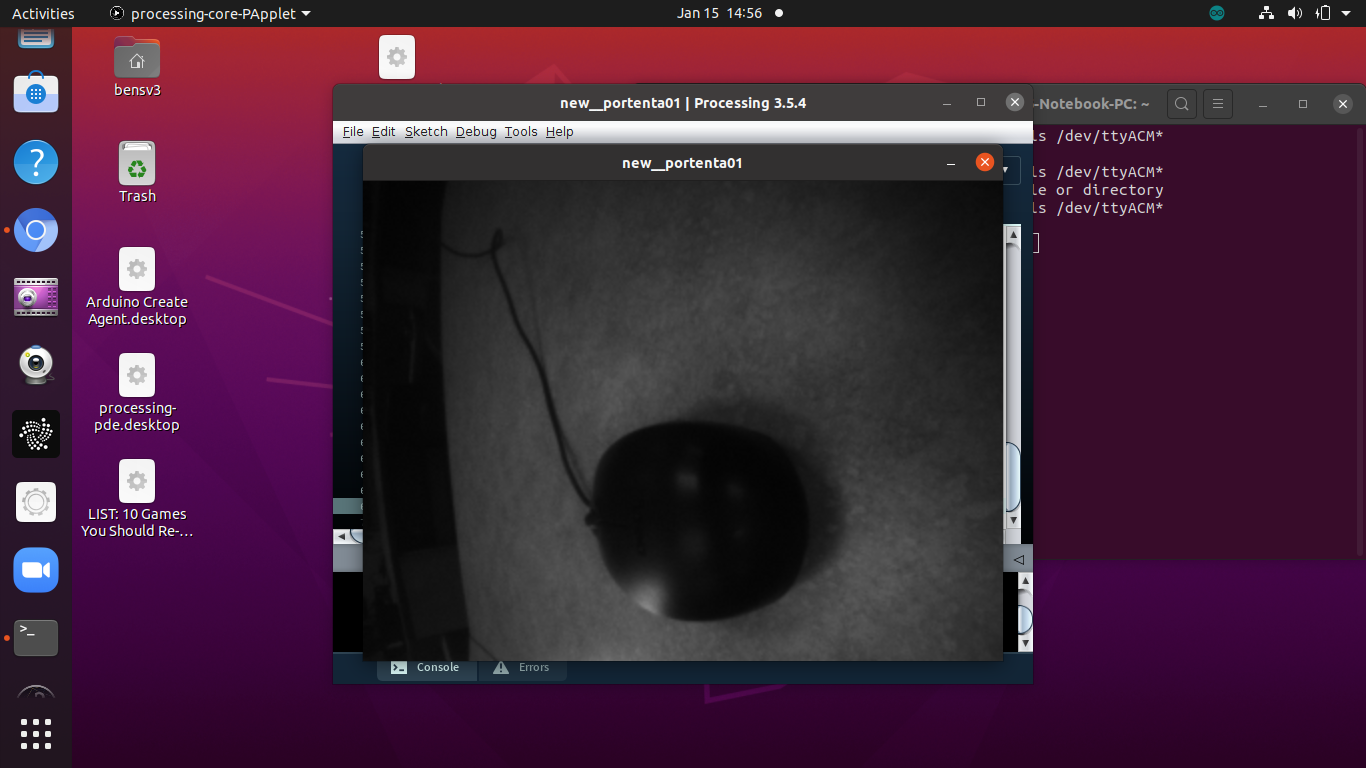 Activities
processing-core-PApplet
Jan 15 14:56
bensv3
Trash
Arduino Create
Agent.desktop
processing-
pde.desktop
LIST: 10 Games
You Should Re-…
new__portenta01 | Processing 3.5.4
File Edit Sketch Debug Tools Help
new__portenta01
Console
Errors
-Notebook-PC: ~
ls /dev/ttyACM*
ls /dev/ttyACM*
le or directory
ls /dev/ttyACM*
>_